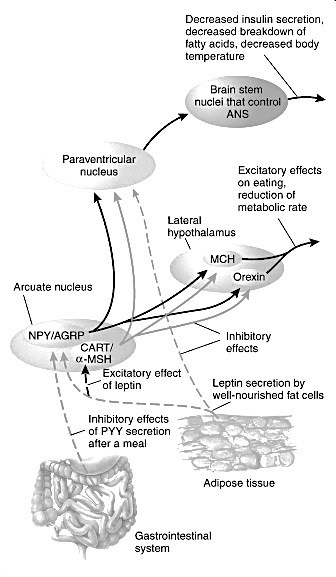 Decreased insulin secretion,
decreased breakdown of
fatty acids, decreased body
temperature
Brain stem
nuclei that control
ANS
Paraventricular
nucleus
Excitatory effects
on eating,
reduction of
metabolic rate
Lateral
hypothalamus
MCH
Orexin
Arcuate nucleus
NPY/AGRP
CART/
α-MSH
Inhibitory
effects
Excitatory effect
of leptin
Leptin secretion by
well-nourished fat cells
Inhibitory effects
of PYY secretion
after a meal
Adipose tissue
Gastrointestinal
system